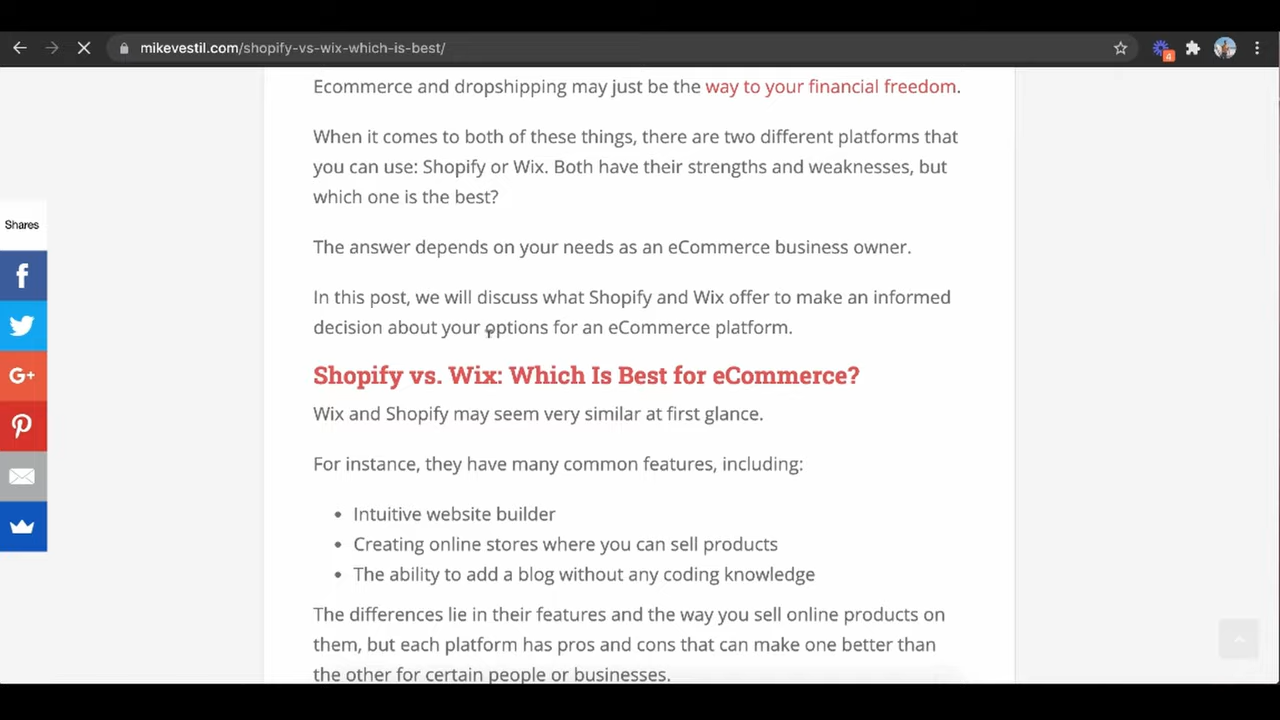 mikevestil.com/shopify-vs-wix-which-is-best/
4
Ecommerce and dropshipping may just be the way to your financial freedom.
When it comes to both of these things, there are two different platforms that
you can use: Shopify or Wix. Both have their strengths and weaknesses, but
which one is the best?
Shares
The answer depends on your needs as an eCommerce business owner.
In this post, we will discuss what Shopify and Wix offer to make an informed
decision about your options for an eCommerce platform.
Shopify vs. Wix: Which Is Best for eCommerce?
G+
Wix and Shopify may seem very similar at first glance.
For instance, they have many common features, including:
• Intuitive website builder
• Creating online stores where you can sell products
• The ability to add a blog without any coding knowledge
The differences lie in their features and the way you sell online products on
them, but each platform has pros and cons that can make one better than
the other for certain people or businesses.